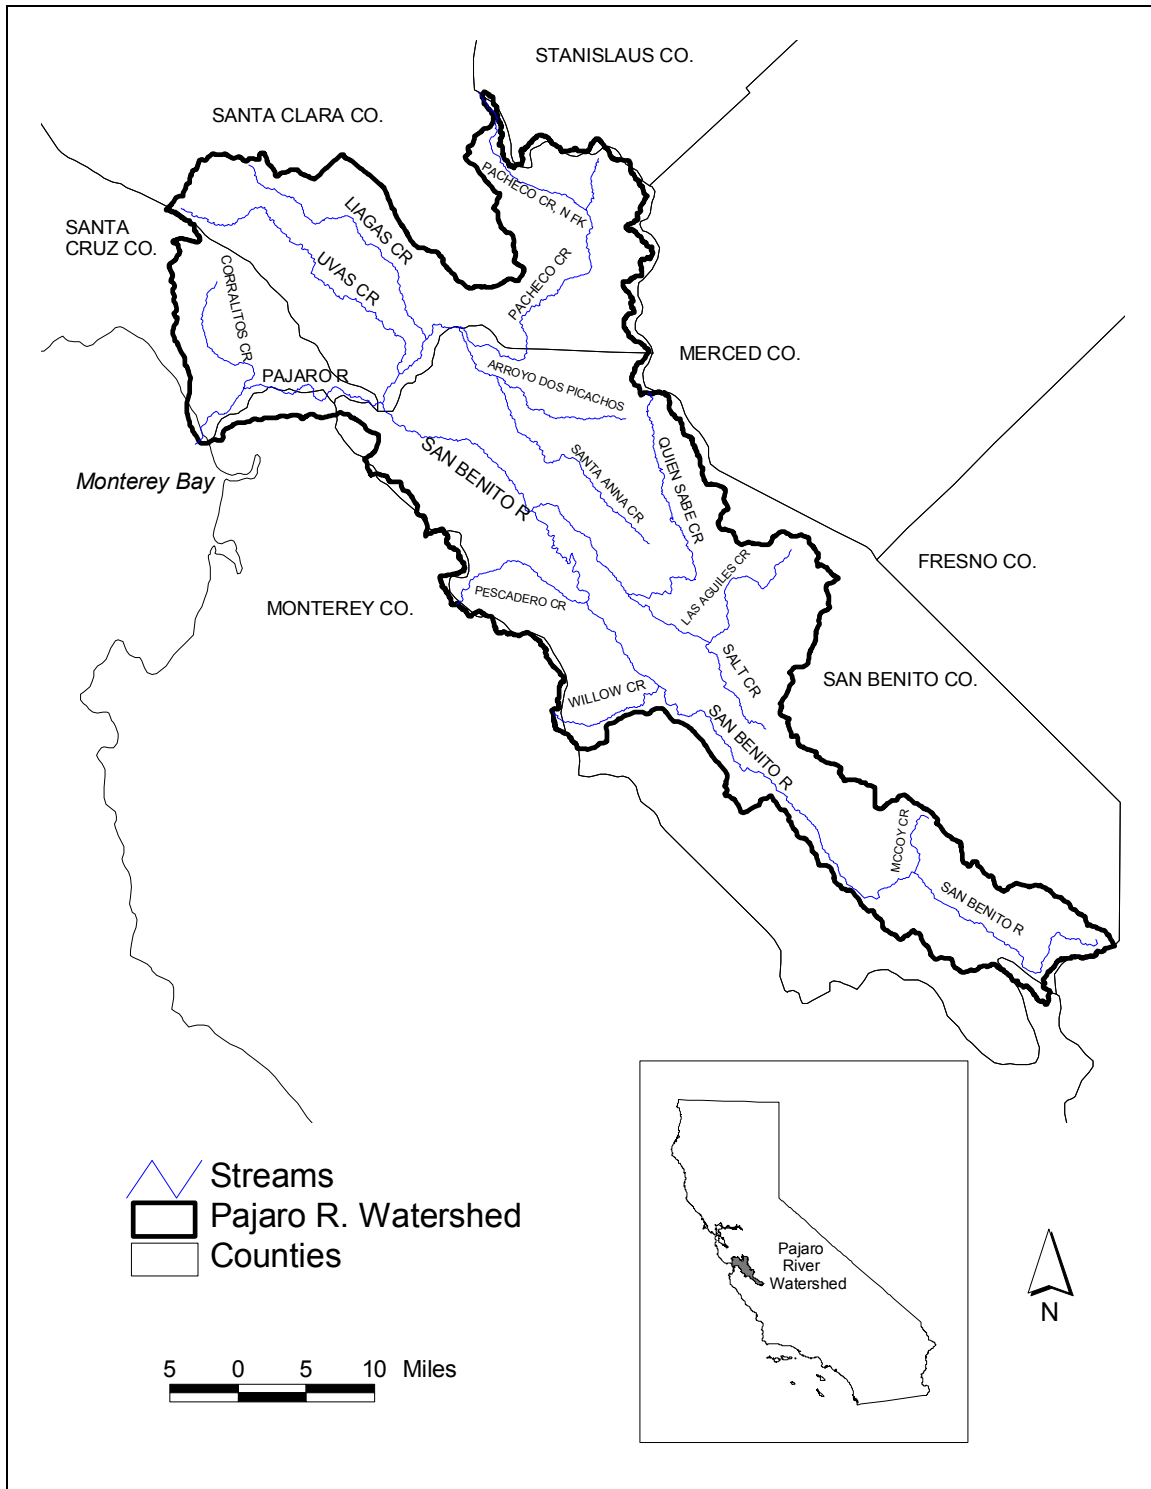 STANISLAUS CO.
SANTA CLARA CO.
PACHECO CR, N FK
LIAGAS CR
SANTA
CRUZ CO.
UVAS CR
CORRALITOS CR
PACHECO CR
MERCED CO.
PAJARO R
ARROYO DOS PICACHOS
SAN BENITO R
SANTA ANNA CR
QUIEN SABE CR
Monterey Bay
FRESNO CO.
LAS AGUILES CR
PESCADERO CR
MONTEREY CO.
SALT CR
SAN BENITO CO.
WILLOW CR
SAN BENITO R
MCCOY CR
SAN BENITO R
Streams
Pajaro R. Watershed
Counties
Pajaro
River
Watershed
N
5 0 5 10 Miles